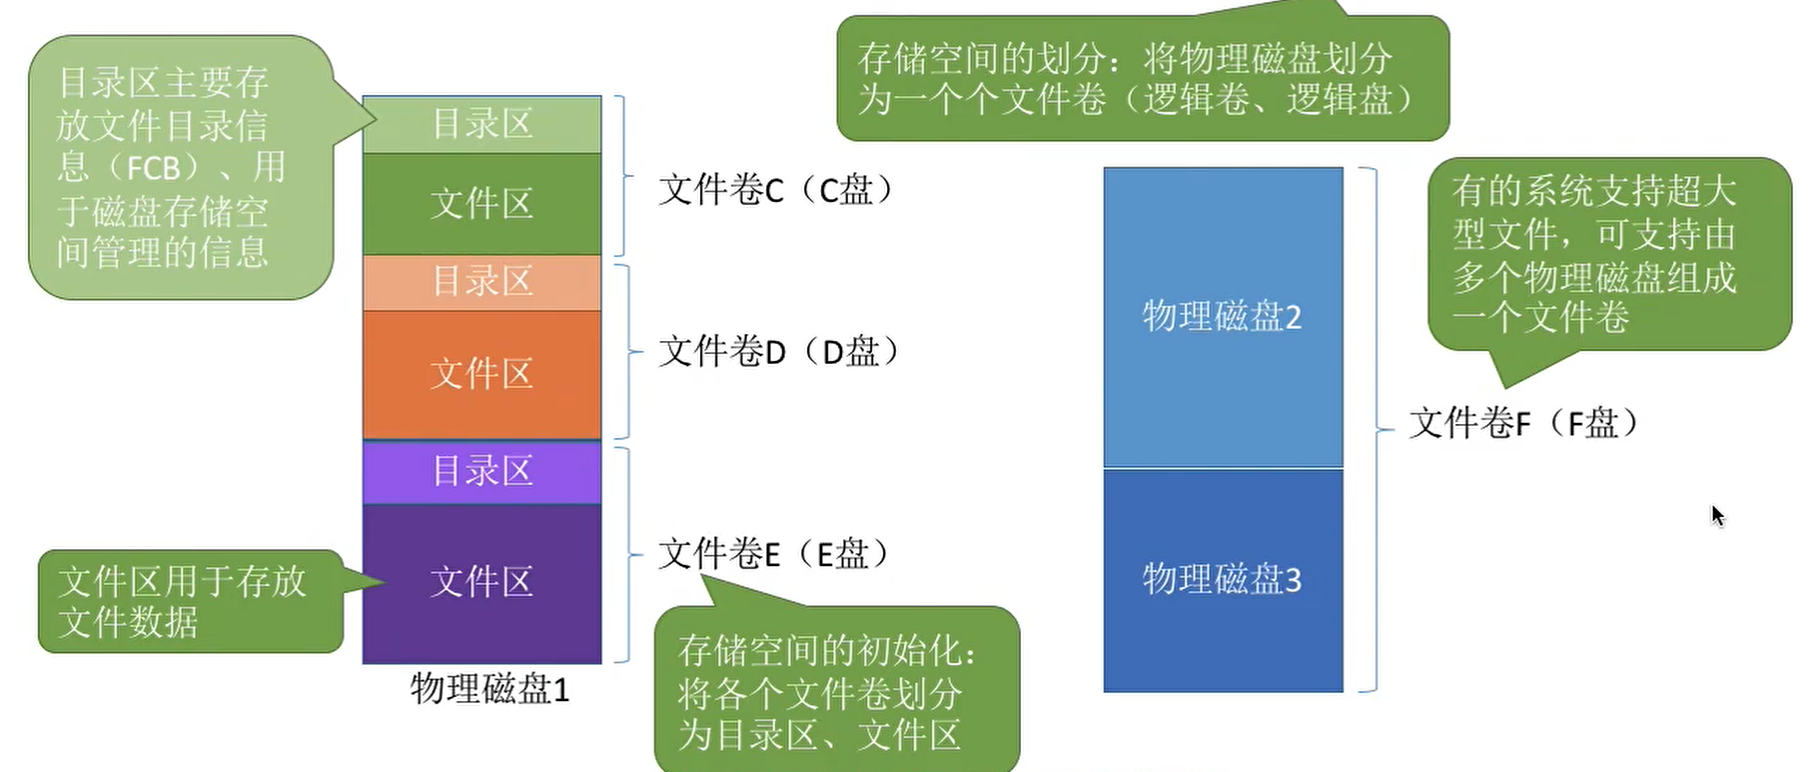 目录区主要存
放文件目录信
息（FCB）、用
于磁盘存储空
间管理的信息
目录区
文件区
文件卷C（C盘）
目录区
文件区
文件卷D（D盘）
目录区
文件区
文件卷E（E盘）
文件区用于存放
文件数据
物理磁盘1
存储空间的初始化：
将各个文件卷划分
为目录区、文件区
存储空间的划分：将物理磁盘划分
为一个个文件卷（逻辑卷、逻辑盘）
物理磁盘2
物理磁盘3
有的系统支持超大
型文件，可支持由
多个物理磁盘组成
一个文件卷
文件卷F（F盘）